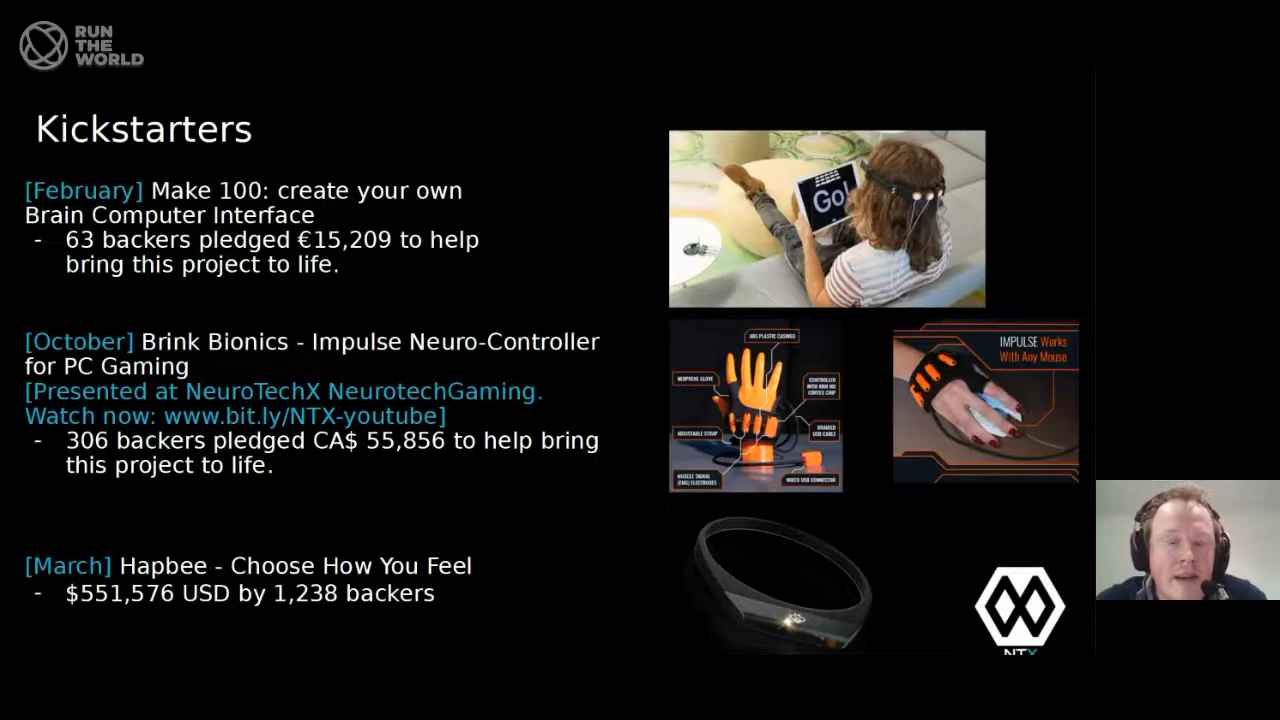 RUN
THE
WORLD
Kickstarters
[February] Make 100: create your own
Brain Computer Interface
- 63 backers pledged €15,209 to help
bring this project to life.
Go!
[October] Brink Bionics - Impulse Neuro-Controller
for PC Gaming
[Presented at NeuroTechX NeurotechGaming.
Watch now: www.bit.ly/NTX-youtube]
- 306 backers pledged CA$ 55,856 to help bring
this project to life.
ABS PLASTIC CASINGS
NEOPRENE GLOVE
CONTROLLER
WITH ARM M0
CORTEX CHIP
ADJUSTABLE STRAP
BRAIDED
USB CABLE
MUSCLE SIGNAL
(EMG) ELECTRODES
USB CONNECTOR
IMPULSE Works
With Any Mouse
[March] Hapbee - Choose How You Feel
- $551,576 USD by 1,238 backers
NTX